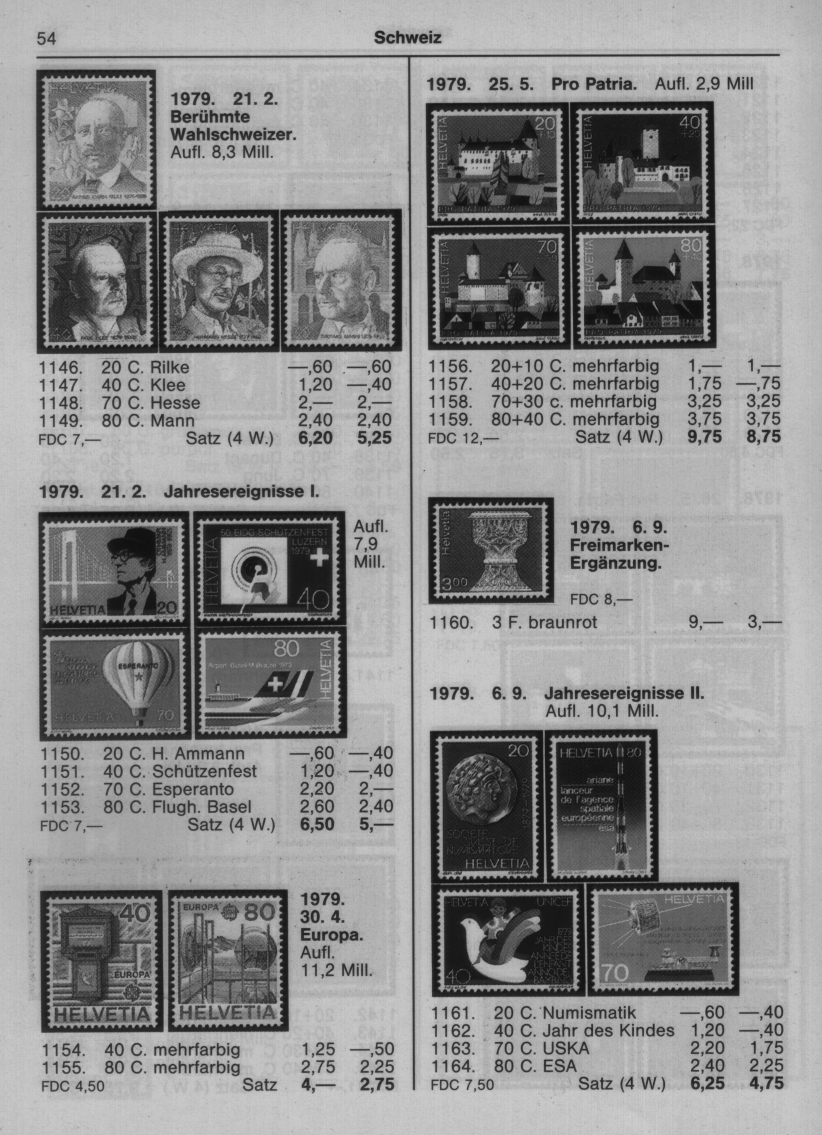 54
Schweiz
1979. 21. 2.
Berühmte
Wahlschweizer.
Aufl. 8,3 Mill.
HELVETIA
1146. 20 C. Rilke —,60 —,60
1147. 40 C. Klee 1,20 —,40
1148. 70 C. Hesse 2,— 2,—
1149. 80 C. Mann 2,40 2,40
FDC 7,— Satz (4 W.) 6,20 5,25
1979. 21. 2. Jahresereignisse I.
Aufl.
7,9
Mill.
HELVETIA 20
50 EIDG SCHÜTZENFEST
LUZERN
1979
HELVETIA
40
ESPERANTO
HELVETIA 70
80
HELVETIA
1150. 20 C. H. Ammann —,60 —,40
1151. 40 C. Schützenfest 1,20 —,40
1152. 70 C. Esperanto 2,20 2,—
1153. 80 C. Flugh. Basel 2,60 2,40
FDC 7,— Satz (4 W.) 6,50 5,—
1979.
30. 4.
Europa.
Aufl.
11,2 Mill.
40
EUROPA
HELVETIA
EUROPA 80
HELVETIA
1154. 40 C. mehrfarbig 1,25 —,50
1155. 80 C. mehrfarbig 2,75 2,25
FDC 4,50 Satz 4,— 2,75
1979. 25. 5. Pro Patria. Aufl. 2,9 Mill
HELVETIA
20
HELVETIA
40
+20
PRO PATRIA 1979
HELVETIA
70
HELVETIA
80
+40
1156. 20+10 C. mehrfarbig 1,— 1,—
1157. 40+20 C. mehrfarbig 1,75 —,75
1158. 70+30 c. mehrfarbig 3,25 3,25
1159. 80+40 C. mehrfarbig 3,75 3,75
FDC 12,— Satz (4 W.) 9,75 8,75
Helvetia
300
1979. 6. 9.
Freimarken-
Ergänzung.
FDC 8,—
1160. 3 F. braunrot 9,— 3,—
1979. 6. 9. Jahresereignisse II.
Aufl. 10,1 Mill.
20
HELVETIA
HELVETIA 80
ariane
lanceur
de l'agence
spatiale
européenne
esa
HELVETIA UNICEF
40
HELVETIA
70
1161. 20 C. Numismatik —,60 —,40
1162. 40 C. Jahr des Kindes 1,20 —,40
1163. 70 C. USKA 2,20 1,75
1164. 80 C. ESA 2,40 2,25
FDC 7,50 Satz (4 W.) 6,25 4,75